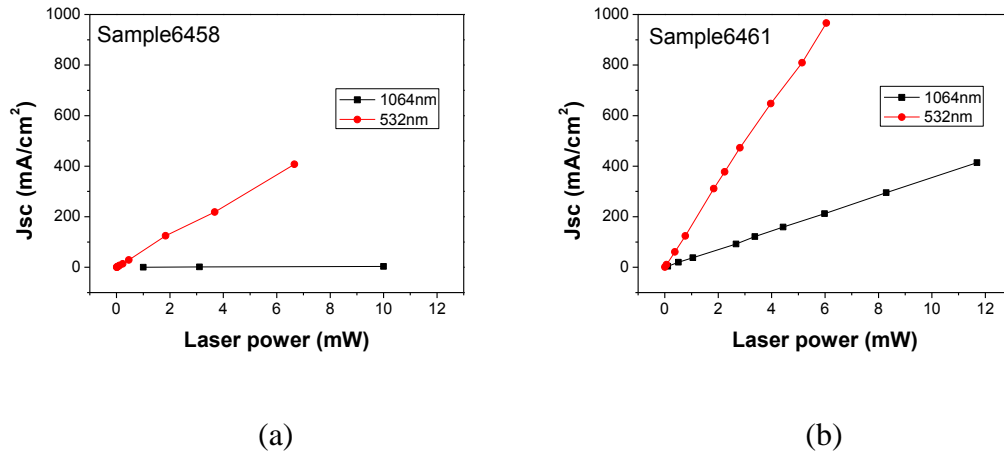 Sample6458
1064nm
532nm
Jsc (mA/cm²)
1000
800
600
400
200
0
0 2 4 6 8 10 12
Laser power (mW)
(a)
Sample6461
1064nm
532nm
Jsc (mA/cm²)
1000
800
600
400
200
0
0 2 4 6 8 10 12
Laser power (mW)
(b)